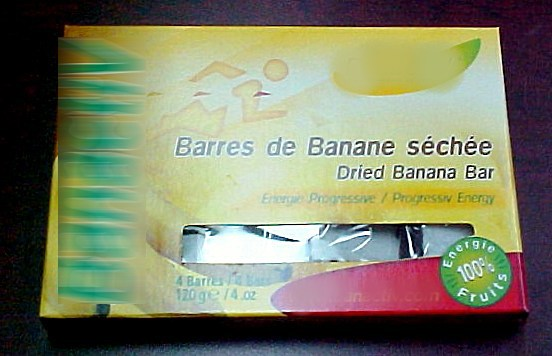 Barres de Banane séchée
Dried Banana Bar
Energie Progressive / Progressiv Energy
4 Barres / 4 Bars
120 g e / 4 oz
Energie
100%
Fruits